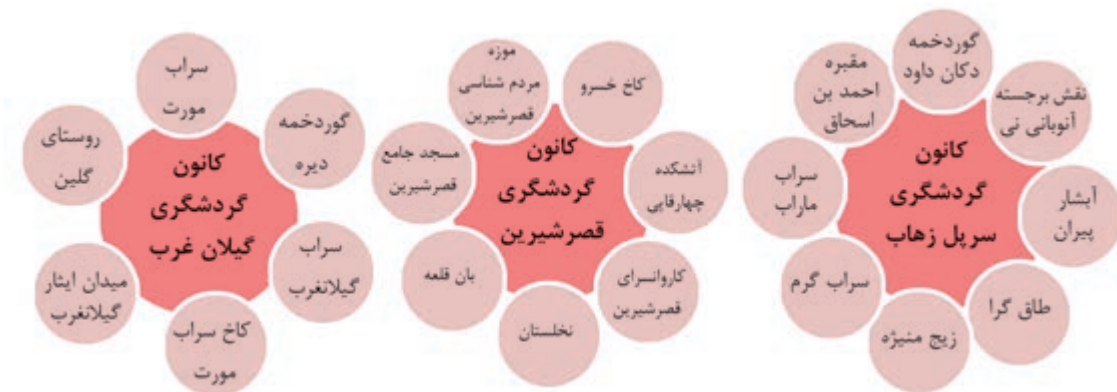 کانون
گردشگری
سرپل زهاب
گوردخمه
دکان داود
نقش برجسته
آنوبانی نی
آبشار
پیران
طاق گرا
زیج منیژه
سراب گرم
سراب
ماراب
مقبره
احمد بن
اسحاق
کانون
گردشگری
قصرشیرین
کاخ خسرو
آتشکده
چهارقاپی
کاروانسرای
قصرشیرین
نخلستان
بان قلعه
مسجد جامع
قصرشیرین
موزه
مردم شناسی
قصرشیرین
کانون
گردشگری
گیلان غرب
سراب
مورت
گوردخمه
دیره
سراب
گیلانغرب
کاخ سراب
مورت
میدان ایثار
گیلانغرب
روستای
گلین